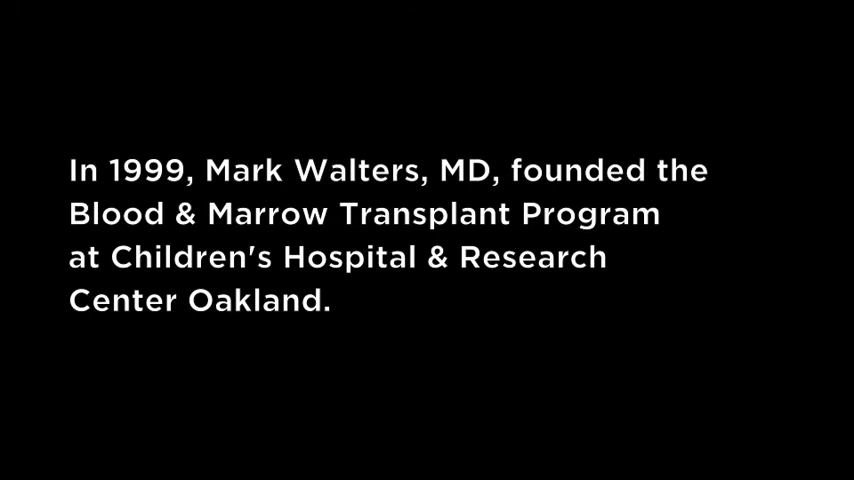 In 1999, Mark Walters, MD, founded the
Blood & Marrow Transplant Program
at Children's Hospital & Research
Center Oakland.